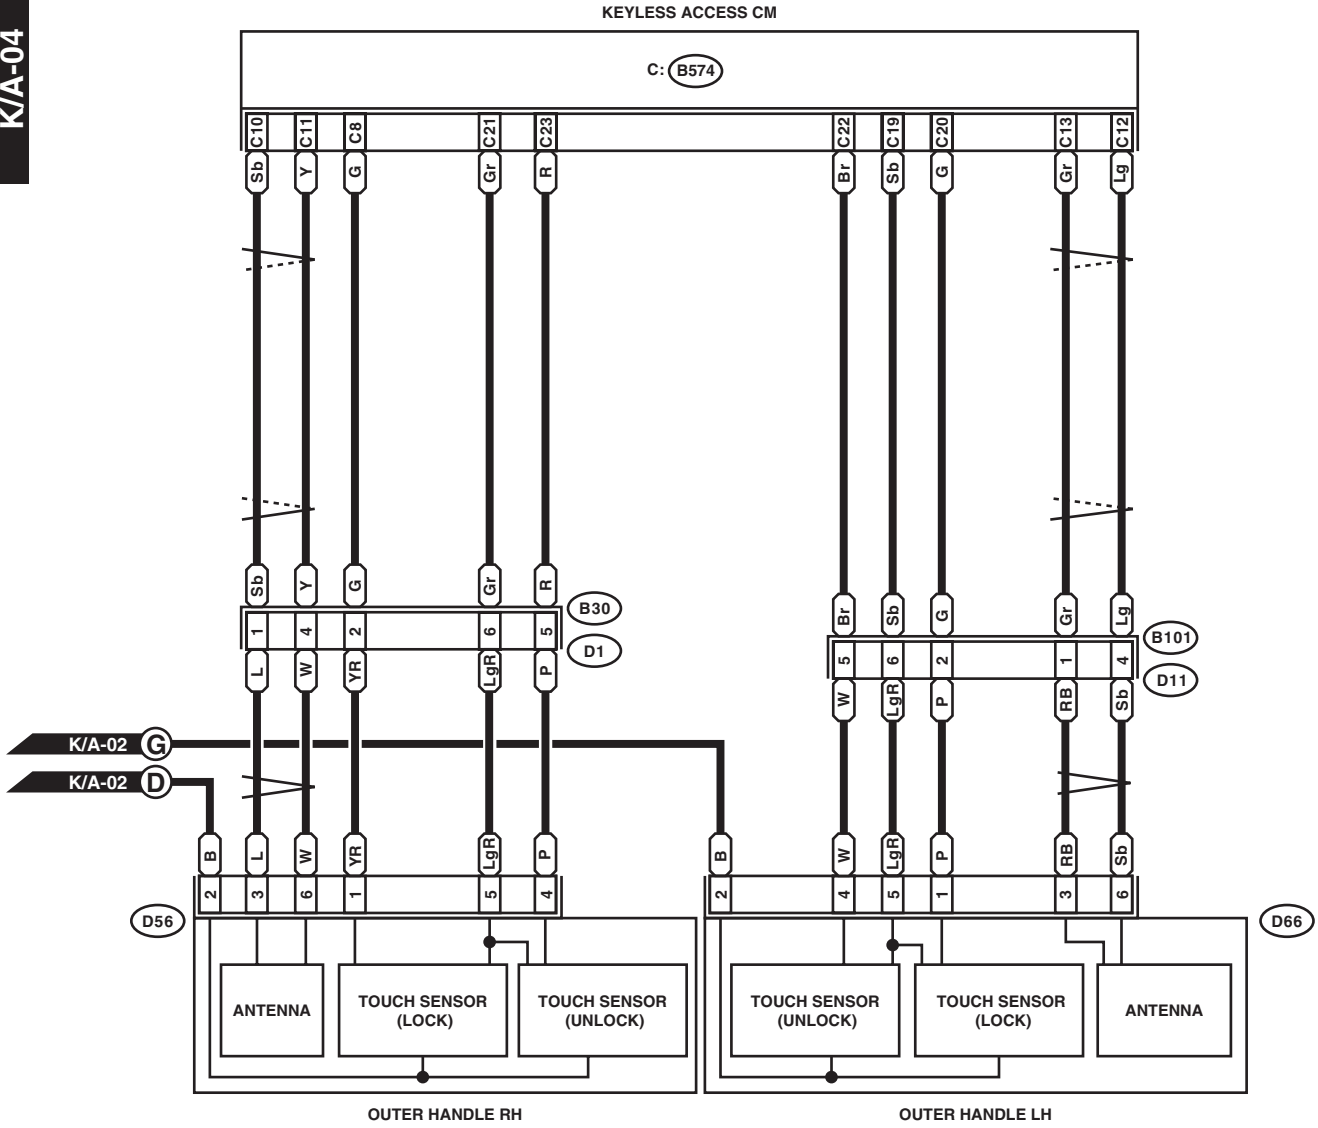 KEYLESS ACCESS CM
K/A-04
C: B574
C10 C11 C8 C21 C23 C22 C19 C20 C13 C12
Sb Y G Gr R Br Sb G Gr Lg
Sb Y G Gr R
B30
1 4 2 6 5
D1
L W YR LgR P
Br Sb G Gr Lg
B101
5 6 2 1 4
D11
W LgR P RB Sb
K/A-02 G
K/A-02 D
B L W YR LgR P B W LgR P RB Sb
2 3 6 1 5 4 2 4 5 1 3 6
D56 D66
ANTENNA
TOUCH SENSOR
(LOCK)
TOUCH SENSOR
(UNLOCK)
TOUCH SENSOR
(UNLOCK)
TOUCH SENSOR
(LOCK)
ANTENNA
OUTER HANDLE RH
OUTER HANDLE LH